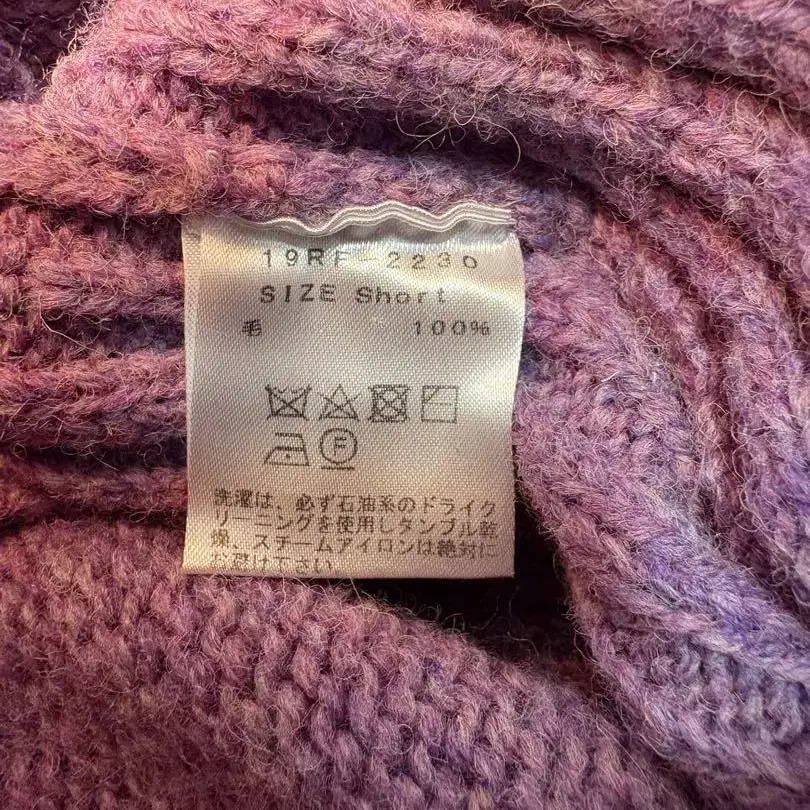 19RF-2230
SIZE Short
毛 100%
F
洗濯は、必ず石油系のドライク
リーニングを使用しタンブル乾
燥、スチームアイロンは絶対に
お避け下さい。